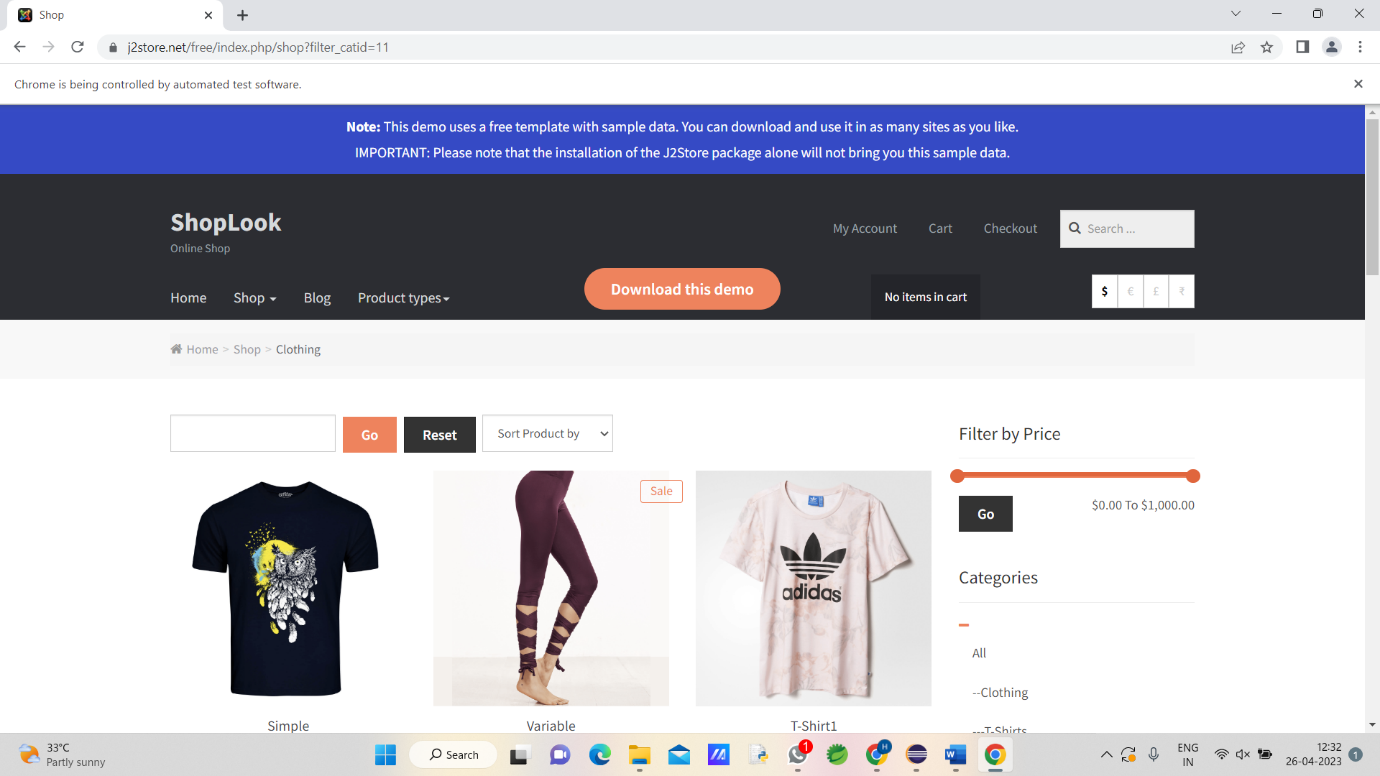 Shop
j2store.net/free/index.php/shop?filter_catid=11
Chrome is being controlled by automated test software.
Note: This demo uses a free template with sample data. You can download and use it in as many sites as you like.
IMPORTANT: Please note that the installation of the J2Store package alone will not bring you this sample data.
ShopLook
Online Shop
My Account Cart Checkout Search ...
Home Shop Blog Product types
Download this demo
No items in cart
$ € £ ₹
Home > Shop > Clothing
Go Reset Sort Product by
Filter by Price
Go $0.00 To $1,000.00
Sale
adidas
Categories
All
--Clothing
---T-Shirts
Simple Variable T-Shirt1
33°C
Partly sunny
Search
1
H
ENG
IN
12:32
26-04-2023
1